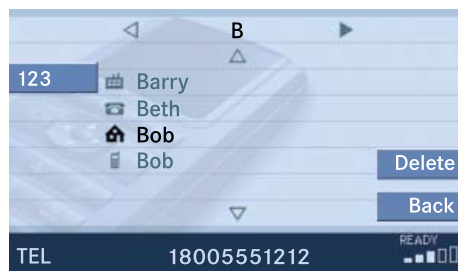 B
123
Barry
Beth
Bob
Bob
Delete
Back
TEL 18005551212 READY